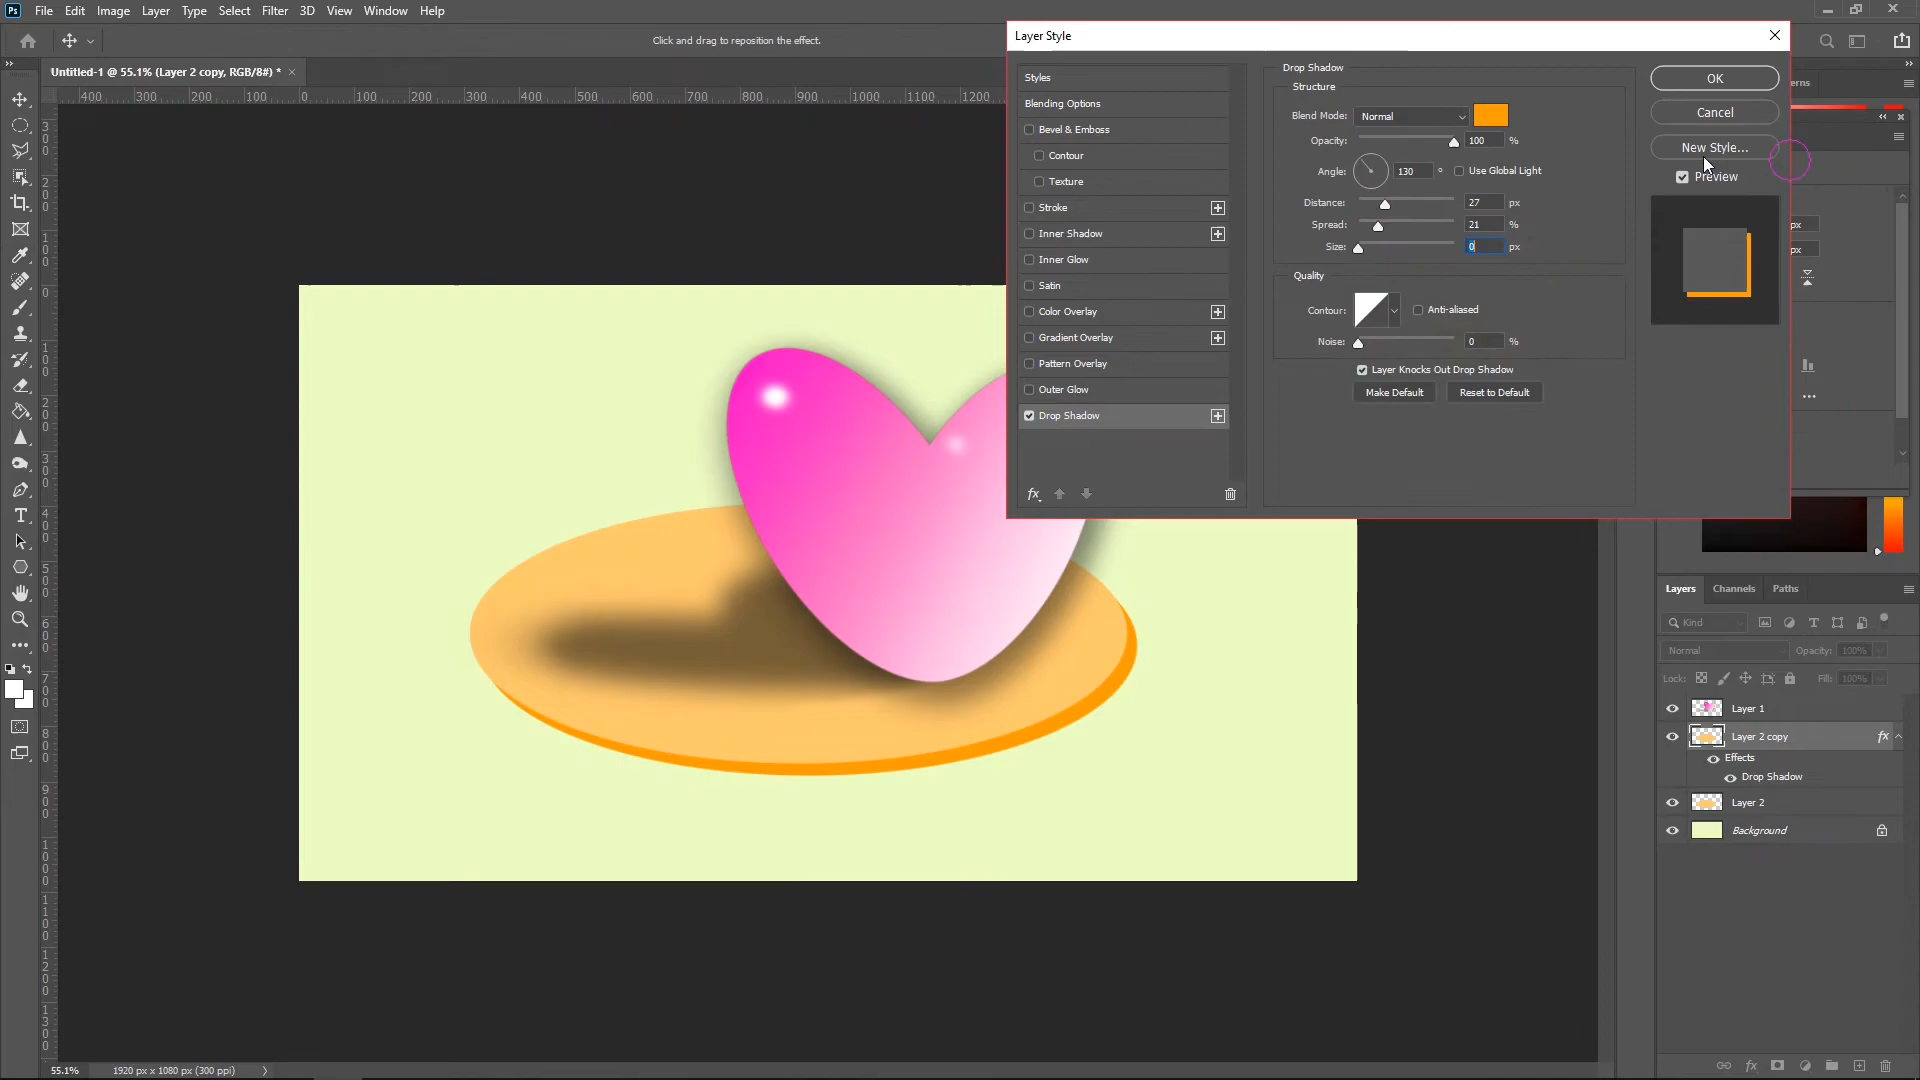 Ps File Edit Image Layer Type Select Filter 3D View Window Help
Click and drag to reposition the effect.
Untitled-1 @ 55.1% (Layer 2 copy, RGB/8#) *
400 300 200 100 0 100 200 300 400 500 600 700 800 900 1000 1100 1200
Layer Style
Styles
Blending Options
Bevel & Emboss
Contour
Texture
Stroke
Inner Shadow
Inner Glow
Satin
Color Overlay
Gradient Overlay
Pattern Overlay
Outer Glow
Drop Shadow
fx
Drop Shadow
Structure
Blend Mode: Normal
Opacity: 100 %
Angle: 130 ° Use Global Light
Distance: 27 px
Spread: 21 %
Size: 0 px
Quality
Contour: Anti-aliased
Noise: 0 %
Layer Knocks Out Drop Shadow
Make Default Reset to Default
OK
Cancel
New Style...
Preview
px
px
Layers Channels Paths
Kind
Normal Opacity: 100%
Lock: Fill: 100%
Layer 1
Layer 2 copy fx
Effects
Drop Shadow
Layer 2
Background
fx
55.1% 1920 px x 1080 px (300 ppi)